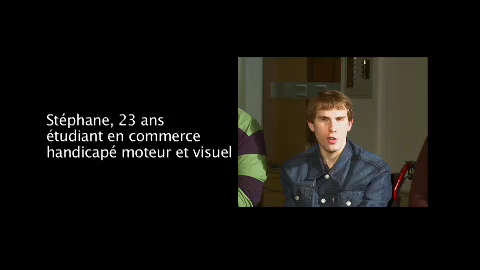 Stéphane, 23 ans
étudiant en commerce
handicapé moteur et visuel